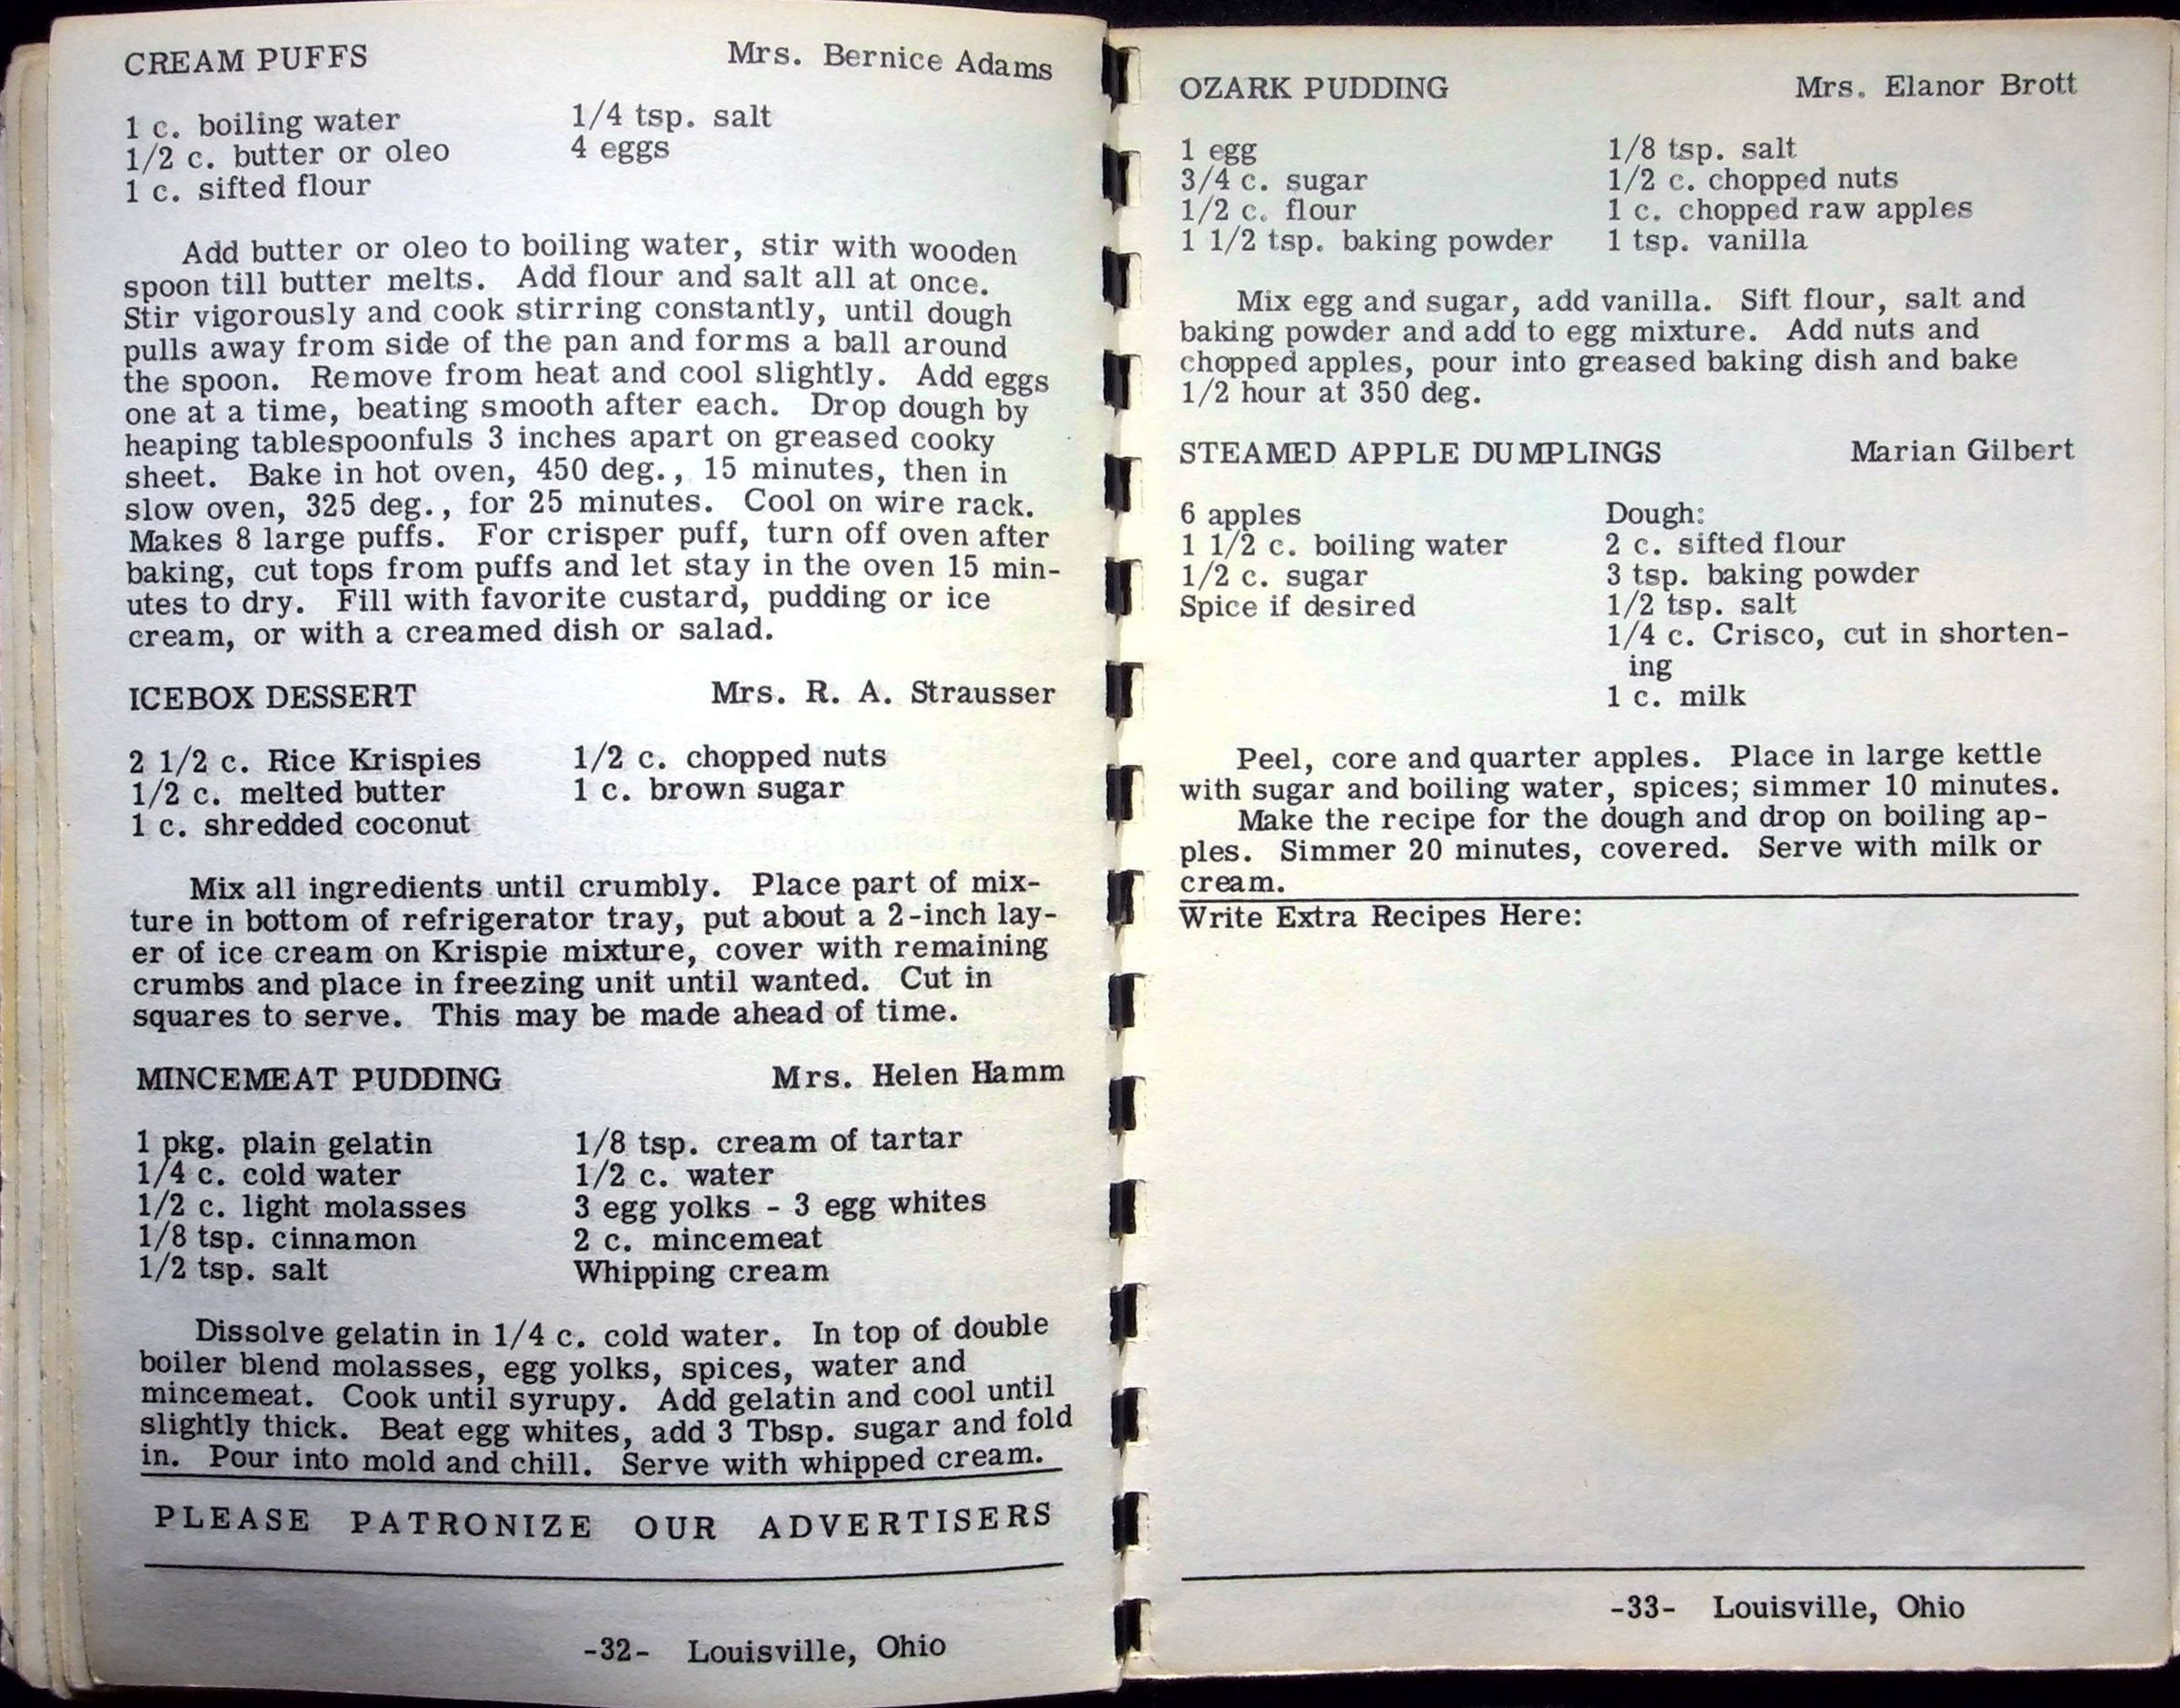 CREAM PUFFS Mrs. Bernice Adams
1 c. boiling water 1/4 tsp. salt
1/2 c. butter or oleo 4 eggs
1 c. sifted flour
Add butter or oleo to boiling water, stir with wooden
spoon till butter melts. Add flour and salt all at once.
Stir vigorously and cook stirring constantly, until dough
pulls away from side of the pan and forms a ball around
the spoon. Remove from heat and cool slightly. Add eggs
one at a time, beating smooth after each. Drop dough by
heaping tablespoonfuls 3 inches apart on greased cooky
sheet. Bake in hot oven, 450 deg., 15 minutes, then in
slow oven, 325 deg., for 25 minutes. Cool on wire rack.
Makes 8 large puffs. For crisper puff, turn off oven after
baking, cut tops from puffs and let stay in the oven 15 min-
utes to dry. Fill with favorite custard, pudding or ice
cream, or with a creamed dish or salad.
ICEBOX DESSERT Mrs. R. A. Strausser
2 1/2 c. Rice Krispies 1/2 c. chopped nuts
1/2 c. melted butter 1 c. brown sugar
1 c. shredded coconut
Mix all ingredients until crumbly. Place part of mix-
ture in bottom of refrigerator tray, put about a 2-inch lay-
er of ice cream on Krispie mixture, cover with remaining
crumbs and place in freezing unit until wanted. Cut in
squares to serve. This may be made ahead of time.
MINCEMEAT PUDDING Mrs. Helen Hamm
1 pkg. plain gelatin 1/8 tsp. cream of tartar
1/4 c. cold water 1/2 c. water
1/2 c. light molasses 3 egg yolks - 3 egg whites
1/8 tsp. cinnamon 2 c. mincemeat
1/2 tsp. salt Whipping cream
Dissolve gelatin in 1/4 c. cold water. In top of double
boiler blend molasses, egg yolks, spices, water and
mincemeat. Cook until syrupy. Add gelatin and cool until
slightly thick. Beat egg whites, add 3 Tbsp. sugar and fold
in. Pour into mold and chill. Serve with whipped cream.
PLEASE PATRONIZE OUR ADVERTISERS
-32- Louisville, Ohio
OZARK PUDDING Mrs. Elanor Brott
1 egg 1/8 tsp. salt
3/4 c. sugar 1/2 c. chopped nuts
1/2 c. flour 1 c. chopped raw apples
1 1/2 tsp. baking powder 1 tsp. vanilla
Mix egg and sugar, add vanilla. Sift flour, salt and
baking powder and add to egg mixture. Add nuts and
chopped apples, pour into greased baking dish and bake
1/2 hour at 350 deg.
STEAMED APPLE DUMPLINGS Marian Gilbert
6 apples Dough:
1 1/2 c. boiling water 2 c. sifted flour
1/2 c. sugar 3 tsp. baking powder
Spice if desired 1/2 tsp. salt
1/4 c. Crisco, cut in shorten-
ing
1 c. milk
Peel, core and quarter apples. Place in large kettle
with sugar and boiling water, spices; simmer 10 minutes.
Make the recipe for the dough and drop on boiling ap-
ples. Simmer 20 minutes, covered. Serve with milk or
cream.
Write Extra Recipes Here:
-33- Louisville, Ohio